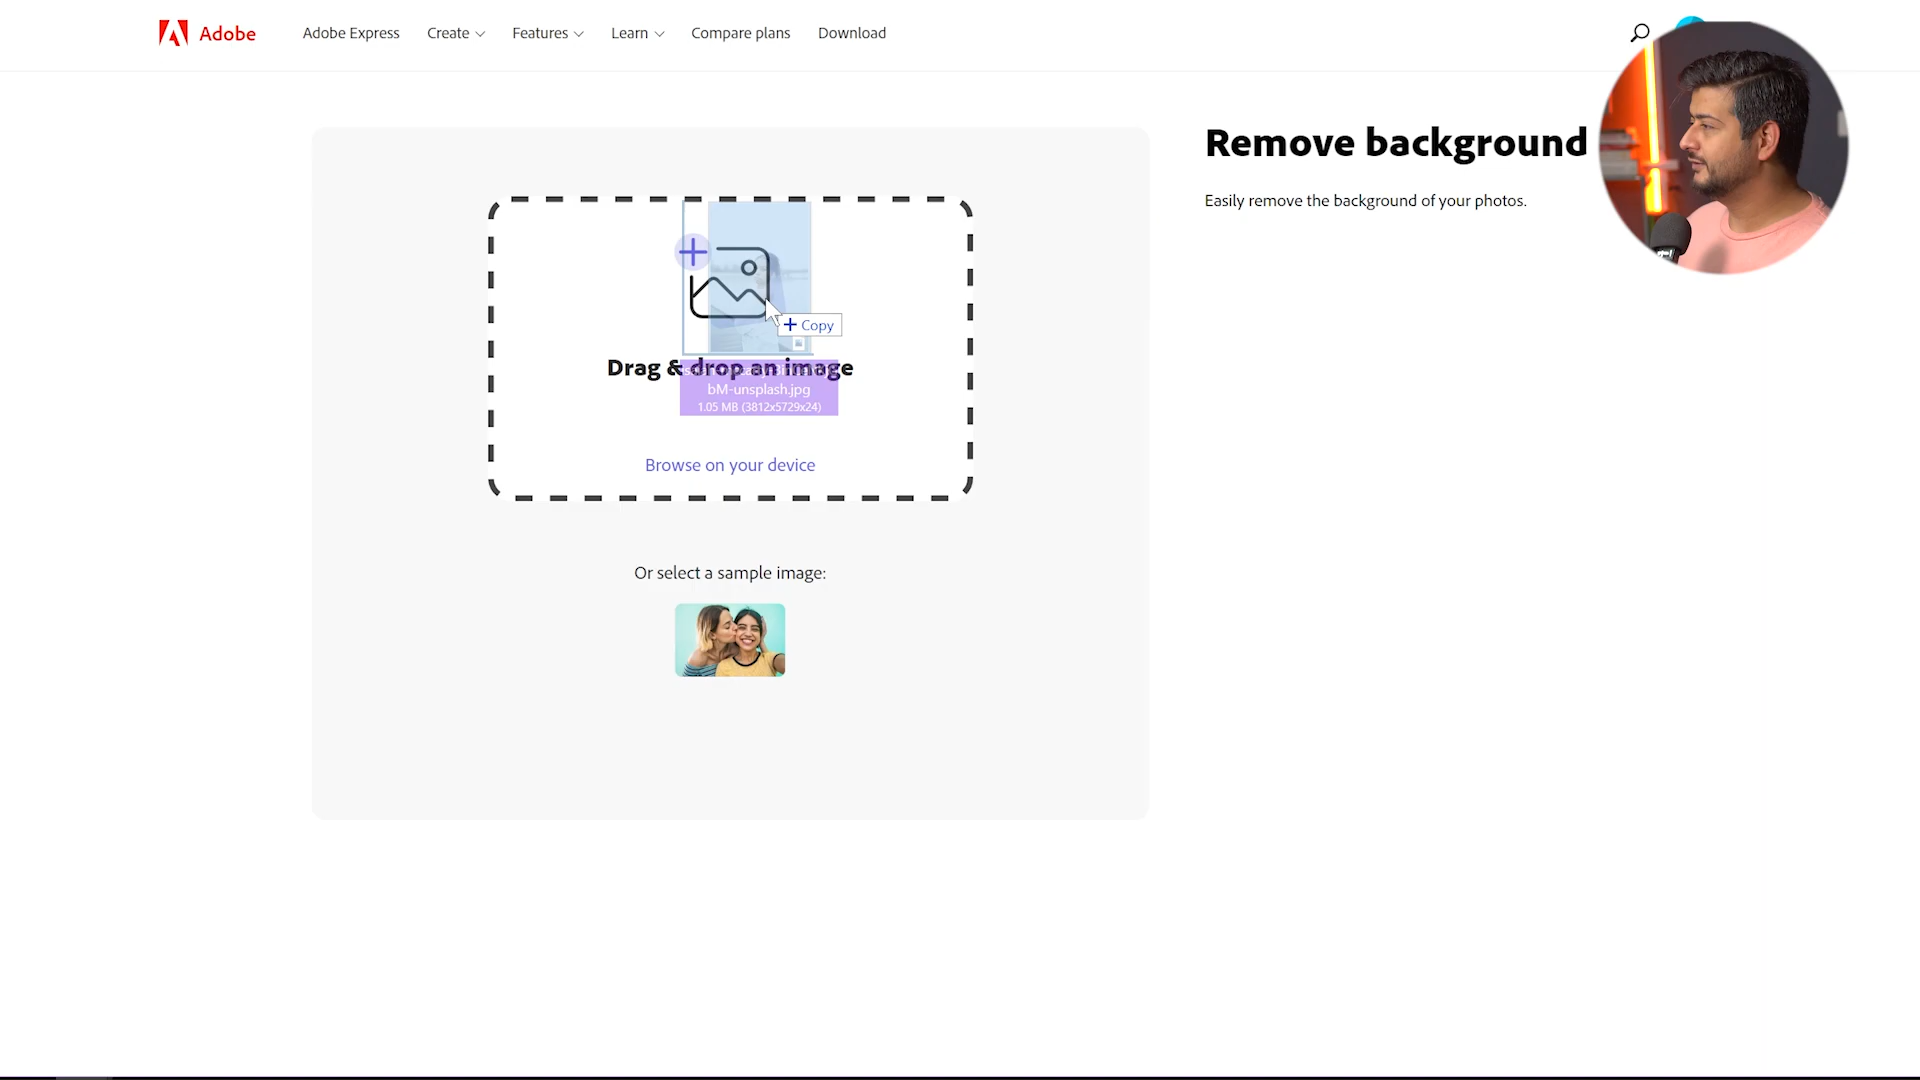 Adobe
Adobe Express
Create
Features
Learn
Compare plans
Download
Remove background
Easily remove the background of your photos.
Copy
Drag & drop an image
bM-unsplash.jpg
1.05 MB (3812x5729x24)
Browse on your device
Or select a sample image: